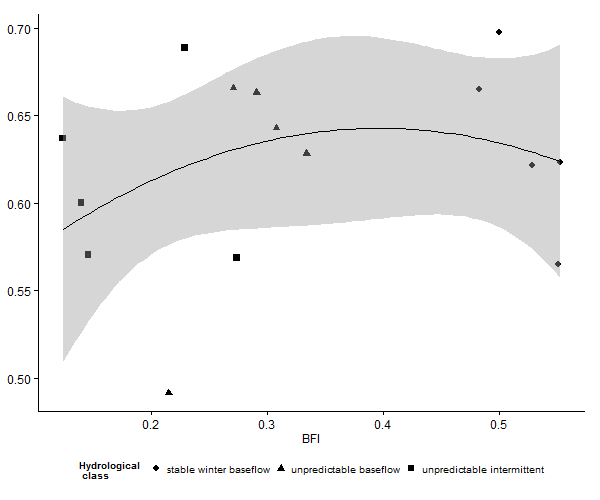 0.70
0.65
0.60
0.55
0.50
0.2 0.3 0.4 0.5
BFI
Hydrological
class
stable winter baseflow unpredictable baseflow unpredictable intermittent